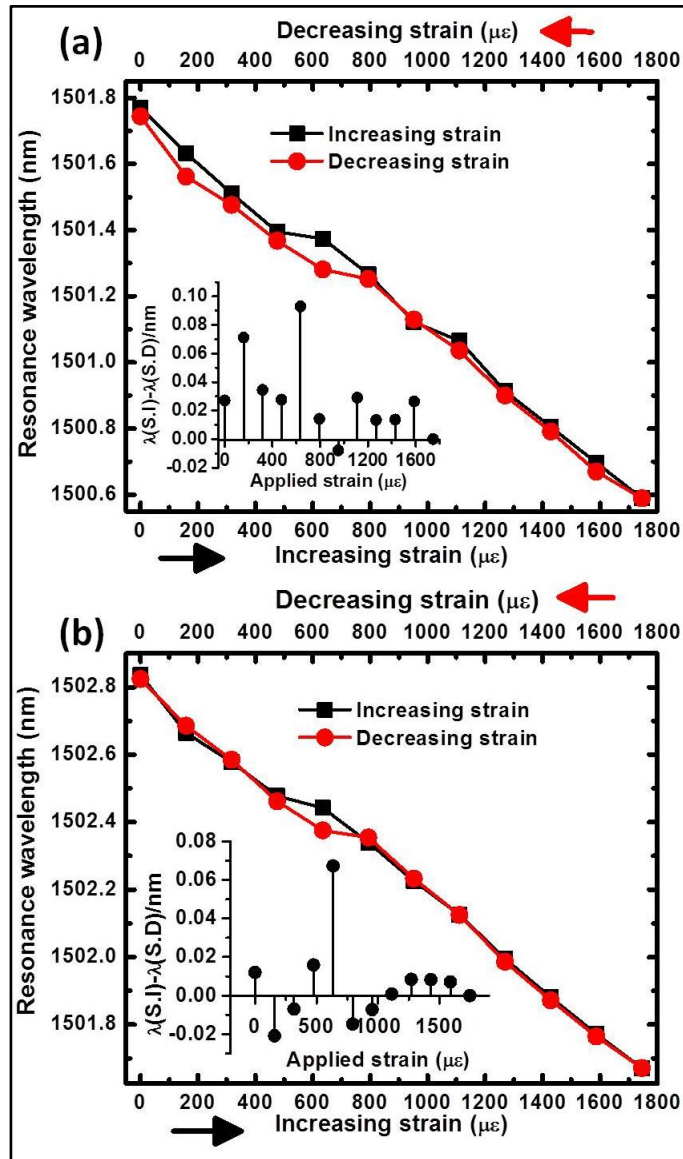 (a)
Decreasing strain (με)
0 200 400 600 800 1000 1200 1400 1600 1800
1501.8
1501.6
1501.4
1501.2
1501.0
1500.8
1500.6
Resonance wavelength (nm)
Increasing strain
Decreasing strain
0.10
0.08
0.06
0.04
0.02
0.00
-0.02
λ(S.I)-λ(S.D)/nm
0 400 800 1200 1600
Applied strain (με)
0 200 400 600 800 1000 1200 1400 1600 1800
Increasing strain (με)
(b)
Decreasing strain (με)
0 200 400 600 800 1000 1200 1400 1600 1800
1502.8
1502.6
1502.4
1502.2
1502.0
1501.8
Resonance wavelength (nm)
Increasing strain
Decreasing strain
0.08
0.06
0.04
0.02
0.00
-0.02
λ(S.I)-λ(S.D)/nm
0 500 1000 1500
Applied strain (με)
0 200 400 600 800 1000 1200 1400 1600 1800
Increasing strain (με)